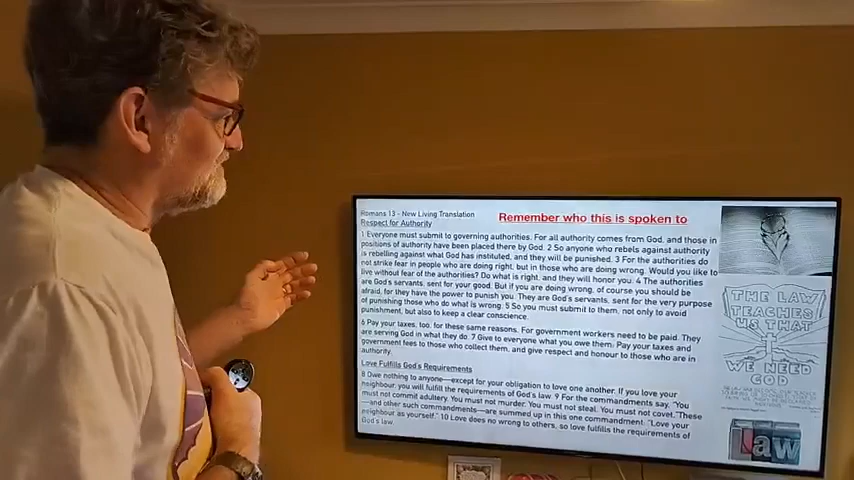 Romans 13 - New Living Translation
Remember who this is spoken to
Respect for Authority
1 Everyone must submit to governing authorities. For all authority comes from God, and those in
positions of authority have been placed there by God. 2 So anyone who rebels against authority
is rebelling against what God has instituted, and they will be punished. 3 For the authorities do
not strike fear in people who are doing right, but in those who are doing wrong. Would you like to
live without fear of the authorities? Do what is right, and they will honor you. 4 The authorities
are God's servants, sent for your good. But if you are doing wrong, of course you should be
afraid, for they have the power to punish you. They are God's servants, sent for the very purpose
of punishing those who do what is wrong. 5 So you must submit to them, not only to avoid
punishment, but also to keep a clear conscience.
6 Pay your taxes, too, for these same reasons. For government workers need to be paid. They
are serving God in what they do. 7 Give to everyone what you owe them: Pay your taxes and
government fees to those who collect them, and give respect and honour to those who are in
authority.
Love Fulfills God's Requirements
8 Owe nothing to anyone—except for your obligation to love one another. If you love your
neighbour, you will fulfill the requirements of God's law. 9 For the commandments say, "You
must not commit adultery. You must not murder. You must not steal. You must not covet." These
—and other such commandments—are summed up in this one commandment: "Love your
neighbour as yourself." 10 Love does no wrong to others, so love fulfills the requirements of
God's law
THE LAW
TEACHES
US THAT
WE NEED
GOD
Law